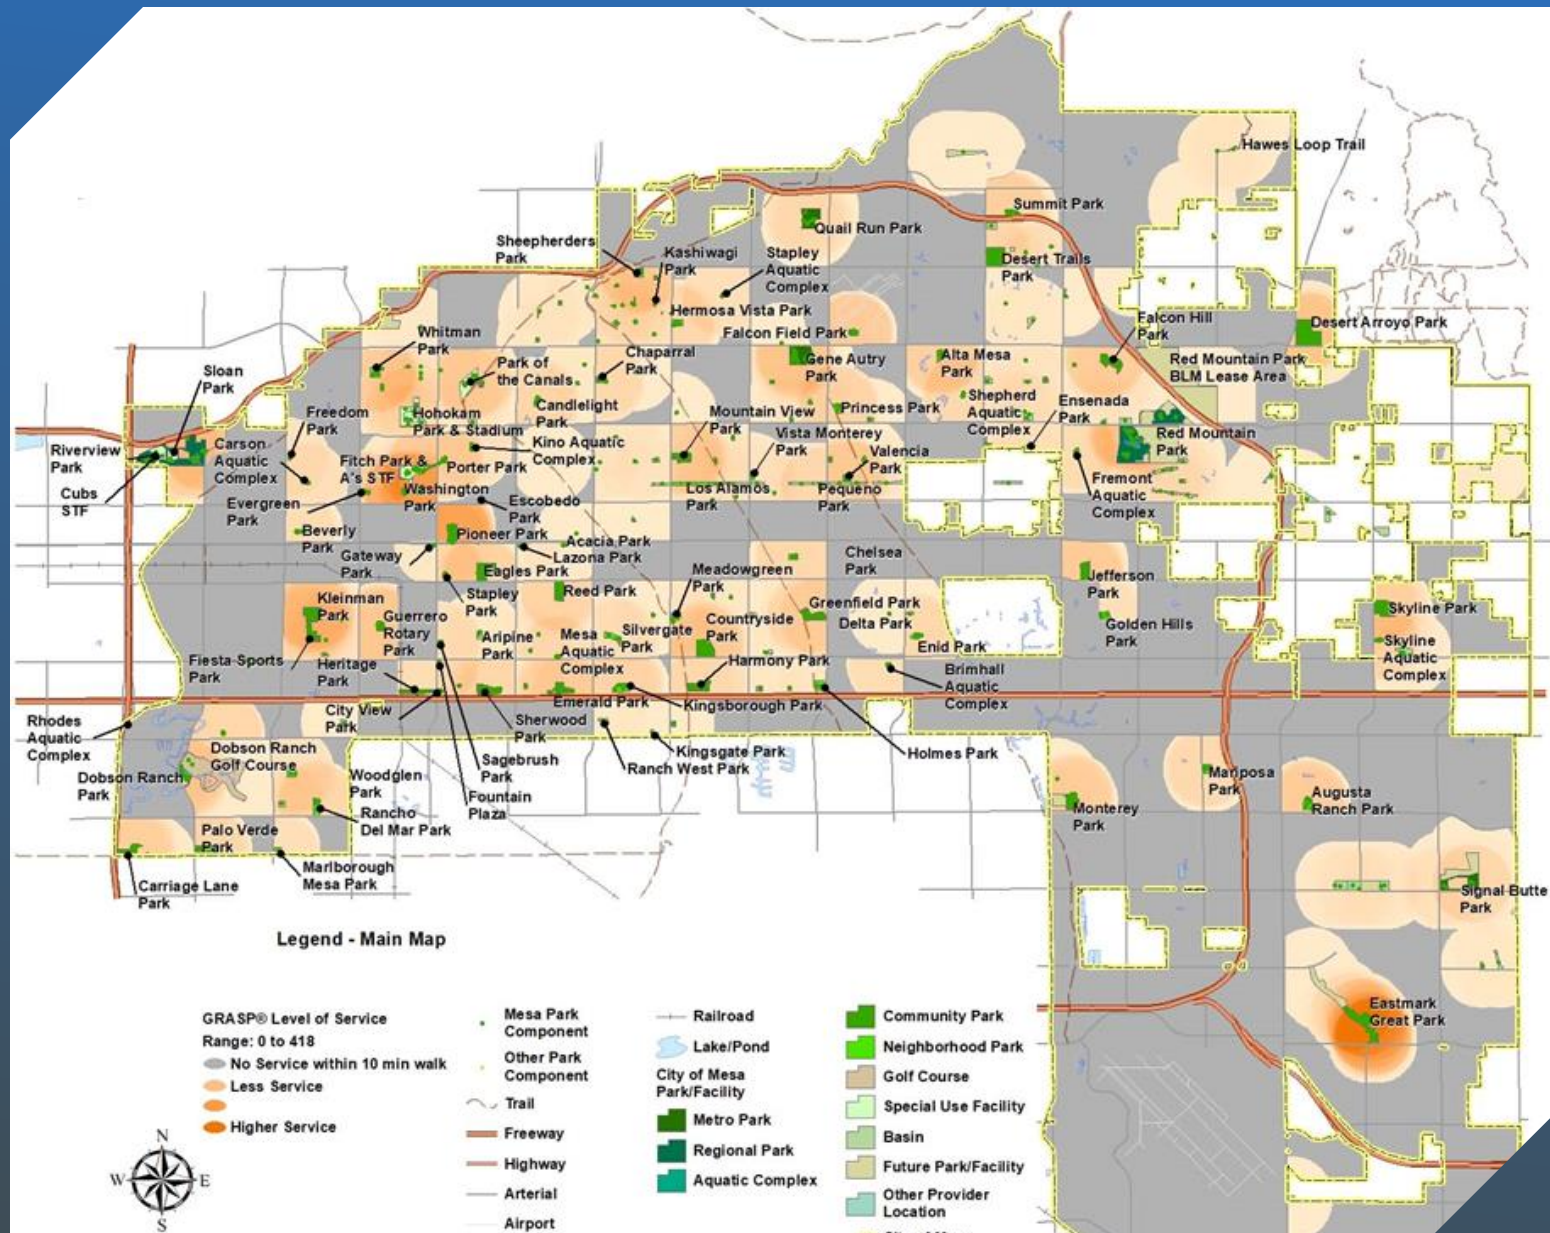 Hawes Loop Trail
Summit Park
Quail Run Park
Sheepherders
Park
Kashiwagi
Park
Stapley
Aquatic
Complex
Desert Trails
Park
Hermosa Vista Park
Falcon Field Park
Falcon Hill
Park
Desert Arroyo Park
Whitman
Park
Park of
the Canals
Chaparral
Park
Gene Autry
Park
Alta Mesa
Park
Red Mountain Park
BLM Lease Area
Sloan
Park
Freedom
Park
Hohokam
Park & Stadium
Candlelight
Park
Mountain View
Park
Princess Park
Shepherd
Aquatic
Complex
Ensenada
Park
Riverview
Park
Carson
Aquatic
Complex
Kino Aquatic
Complex
Vista Monterey
Park
Valencia
Park
Red Mountain
Park
Cubs
STF
Fitch Park &
A's STF
Porter Park
Evergreen
Park
Washington
Park
Escobedo
Park
Los Alamos
Park
Pequeno
Park
Fremont
Aquatic
Complex
Beverly
Park
Pioneer Park
Acacia Park
Lazona Park
Gateway
Park
Eagles Park
Chelsea
Park
Meadowgreen
Park
Jefferson
Park
Kleinman
Park
Stapley
Park
Reed Park
Greenfield Park
Delta Park
Skyline Park
Guerrero
Rotary
Park
Aripine
Park
Mesa
Aquatic
Complex
Silvergate
Park
Countryside
Park
Golden Hills
Park
Enid Park
Skyline
Aquatic
Complex
Fiesta Sports
Park
Heritage
Park
Harmony Park
Brimhall
Aquatic
Complex
City View
Park
Emerald Park
Kingsborough Park
Rhodes
Aquatic
Complex
Sherwood
Park
Dobson Ranch
Golf Course
Sagebrush
Park
Kingsgate Park
Ranch West Park
Holmes Park
Dobson Ranch
Park
Woodglen
Park
Fountain
Plaza
Mariposa
Park
Augusta
Ranch Park
Monterey
Park
Rancho
Del Mar Park
Palo Verde
Park
Marlborough
Mesa Park
Carriage Lane
Park
Signal Butte
Park
Eastmark
Great Park
Legend - Main Map
GRASP® Level of Service
Range: 0 to 418
No Service within 10 min walk
Less Service
Higher Service
N
W
E
S
Mesa Park
Component
Other Park
Component
Trail
Freeway
Highway
Arterial
Airport
Railroad
Lake/Pond
City of Mesa
Park/Facility
Metro Park
Regional Park
Aquatic Complex
Community Park
Neighborhood Park
Golf Course
Special Use Facility
Basin
Future Park/Facility
Other Provider
Location